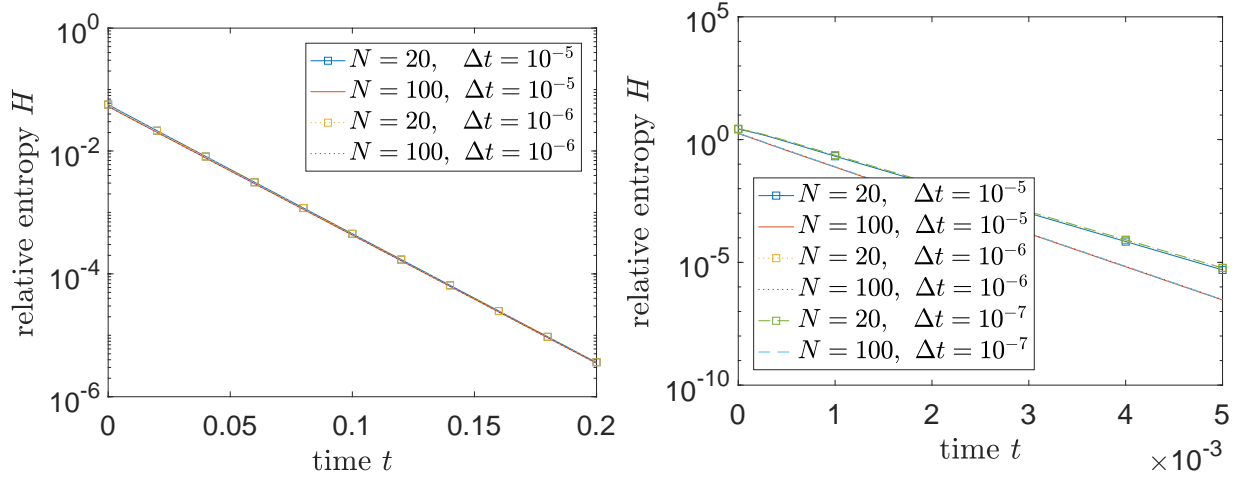 10^0
10^-2
10^-4
10^-6
relative entropy H
N = 20, Δt = 10^-5
N = 100, Δt = 10^-5
N = 20, Δt = 10^-6
N = 100, Δt = 10^-6
0 0.05 0.1 0.15 0.2
time t
10^5
10^0
10^-5
10^-10
relative entropy H
N = 20, Δt = 10^-5
N = 100, Δt = 10^-5
N = 20, Δt = 10^-6
N = 100, Δt = 10^-6
N = 20, Δt = 10^-7
N = 100, Δt = 10^-7
0 1 2 3 4 5
time t
×10^-3